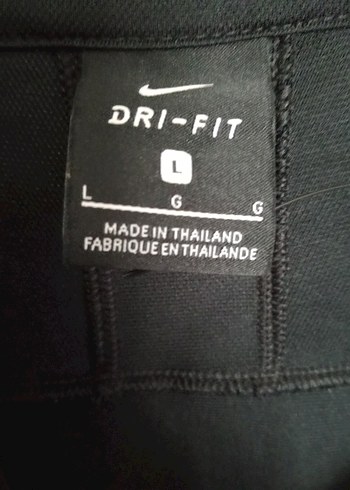 DRI-FIT
L
L G G
MADE IN THAILAND
FABRIQUE EN THAILANDE